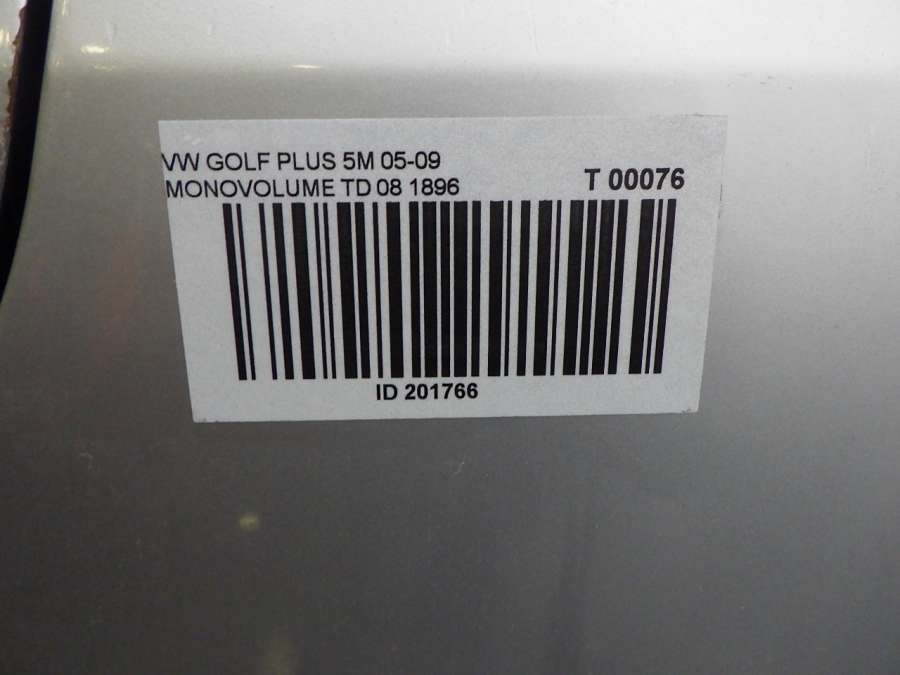 VW GOLF PLUS 5M 05-09
MONOVOLUME TD 08 1896
T 00076
ID 201766